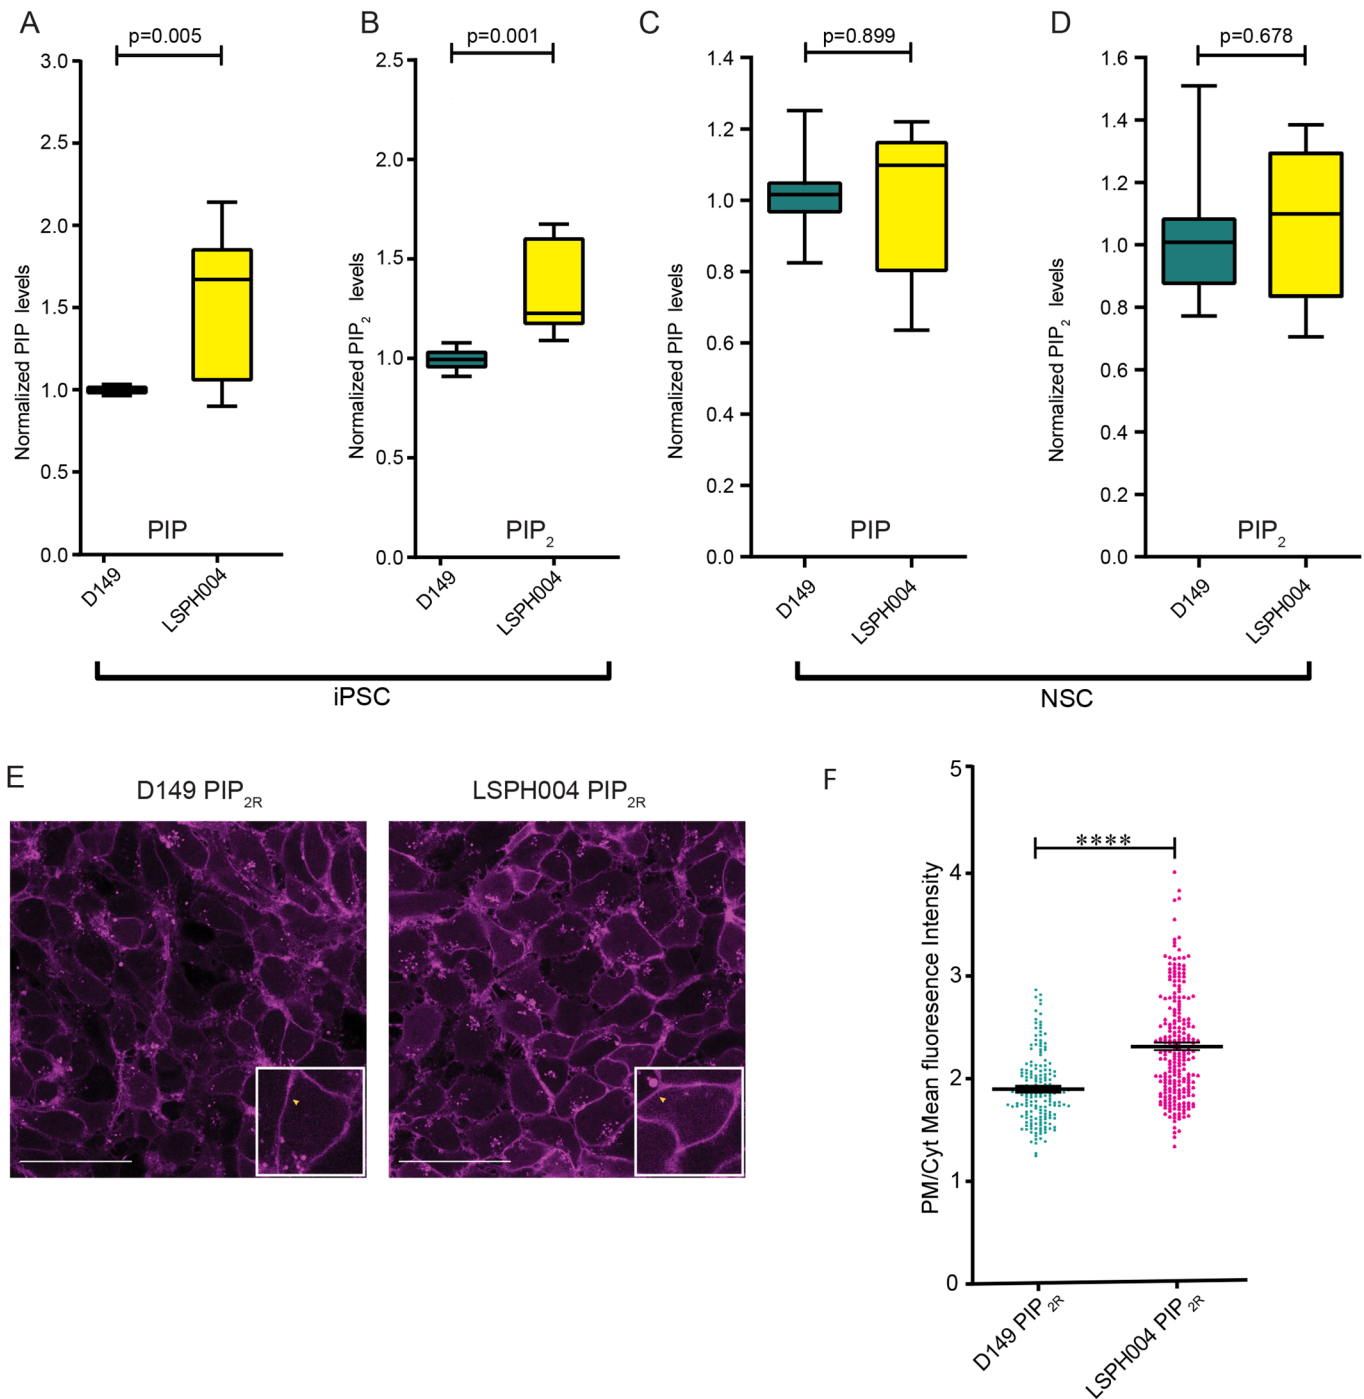 A
p=0.005
Normalized PIP levels
3.0
2.5
2.0
1.5
1.0
0.5
0.0
PIP
D149
LSPH004
B
p=0.001
Normalized PIP2 levels
2.5
2.0
1.5
1.0
0.5
0.0
PIP2
D149
LSPH004
iPSC
C
p=0.899
Normalized PIP levels
1.4
1.2
1.0
0.8
0.6
0.4
0.2
0.0
PIP
D149
LSPH004
D
p=0.678
Normalized PIP2 levels
1.6
1.4
1.2
1.0
0.8
0.6
0.4
0.2
0.0
PIP2
D149
LSPH004
NSC
E
D149 PIP2R
LSPH004 PIP2R
F
PM/Cyt Mean fluoresence Intensity
5
4
3
2
1
0
****
D149 PIP2R
LSPH004 PIP2R